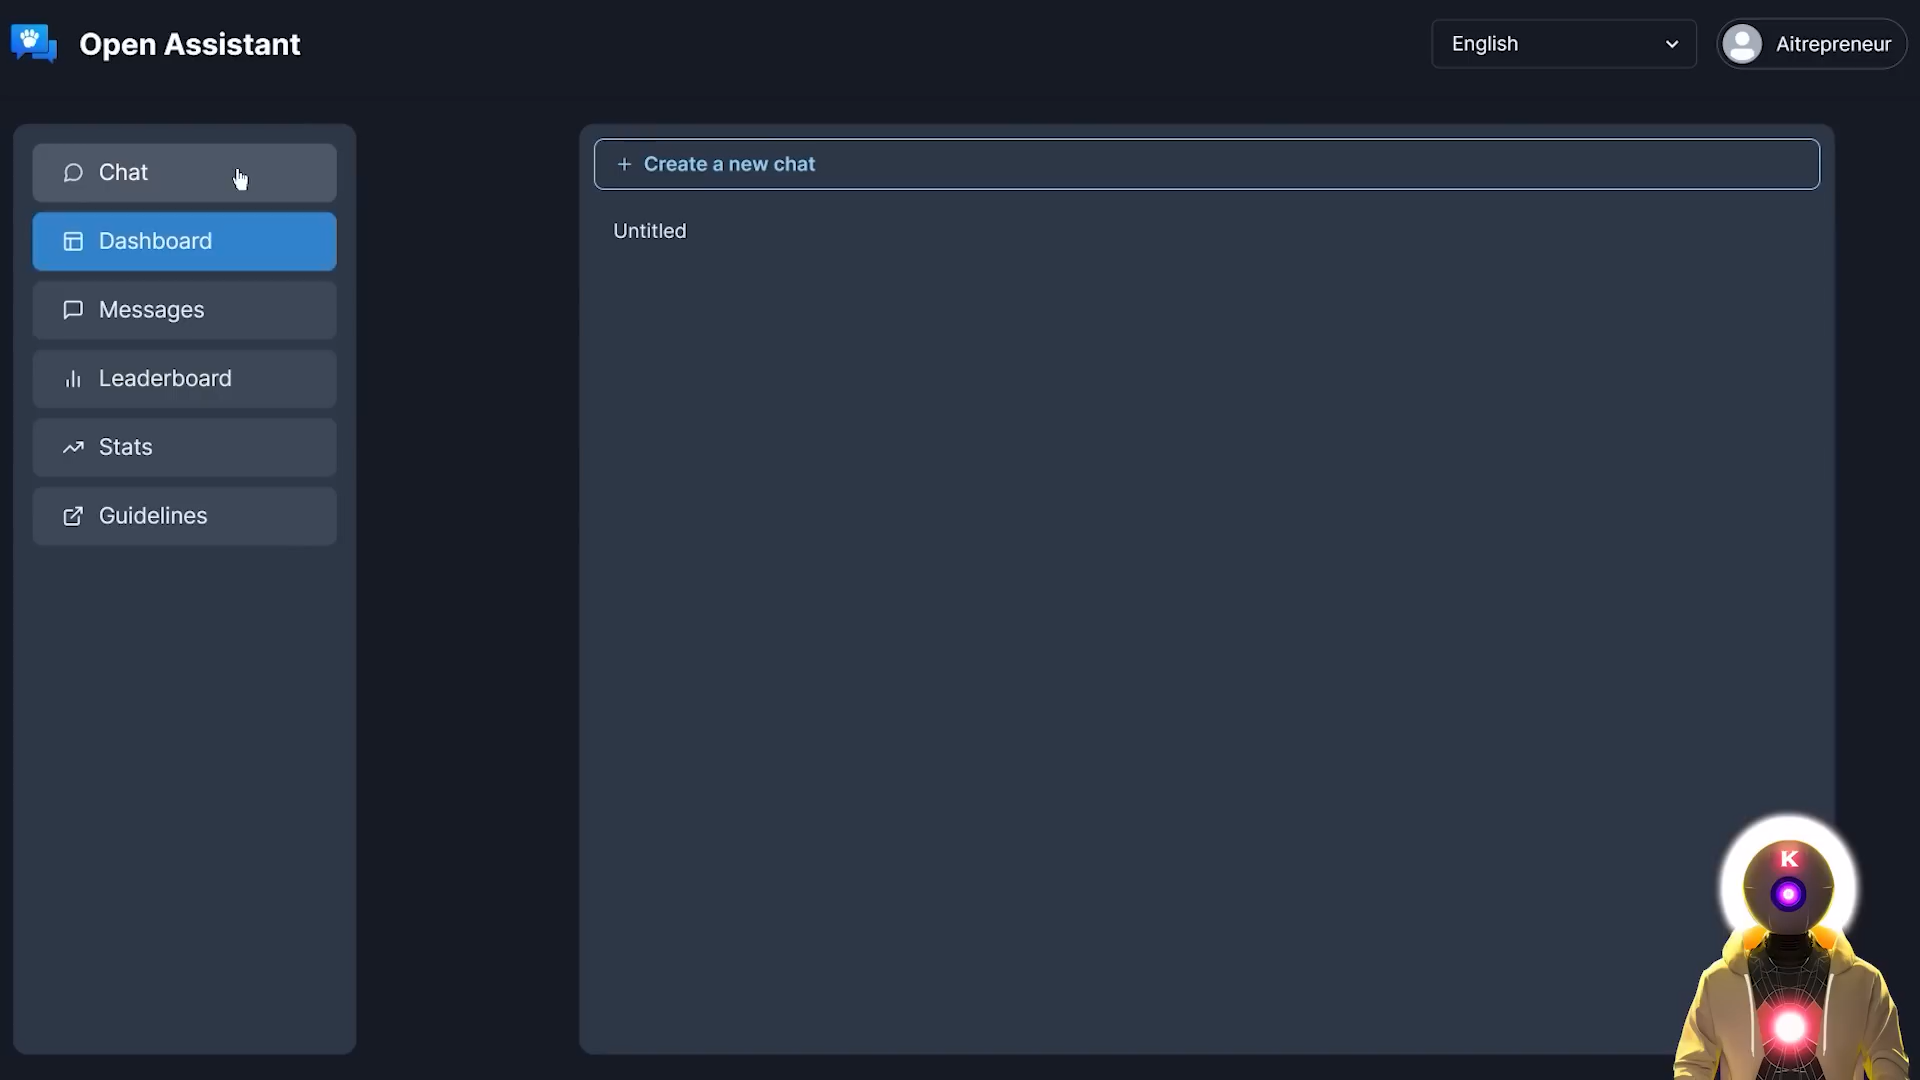 Open Assistant
English
Aitrepreneur
Chat
Dashboard
Messages
Leaderboard
Stats
Guidelines
+ Create a new chat
Untitled
K